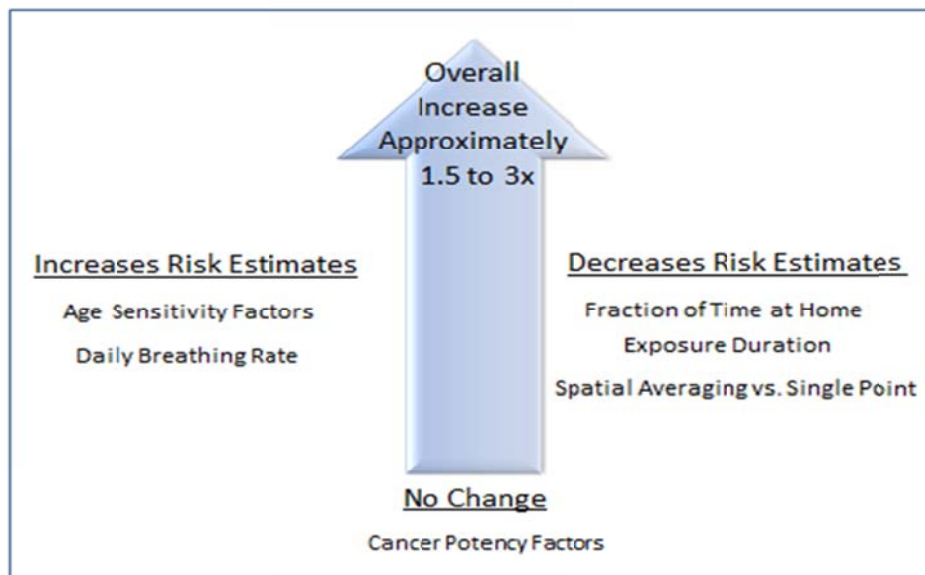 Overall
Increase
Approximately
1.5 to 3x
Increases Risk Estimates
Age Sensitivity Factors
Daily Breathing Rate
Decreases Risk Estimates
Fraction of Time at Home
Exposure Duration
Spatial Averaging vs. Single Point
No Change
Cancer Potency Factors